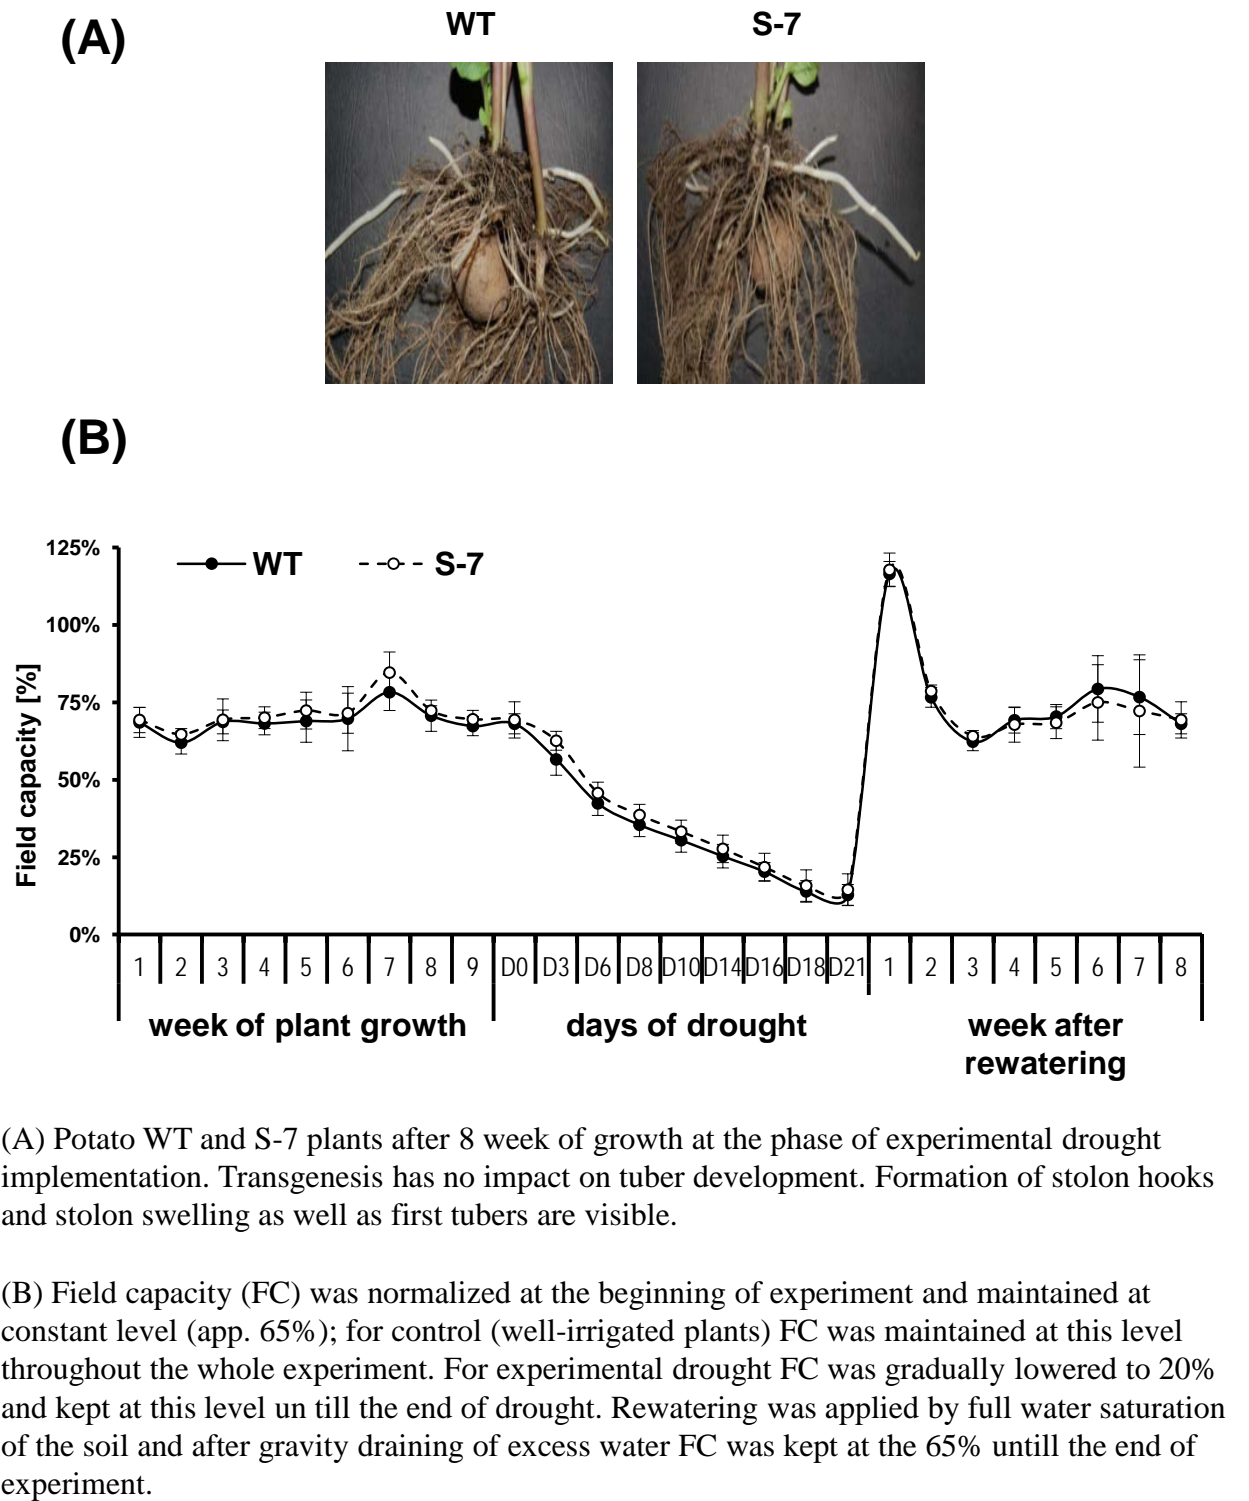 (A)
WT
S-7
(B)
125%
100%
75%
50%
25%
0%
Field capacity [%]
WT
S-7
1 2 3 4 5 6 7 8 9 D0 D3 D6 D8 D10 D14 D16 D18 D21 1 2 3 4 5 6 7 8
week of plant growth
days of drought
week after
rewatering
(A) Potato WT and S-7 plants after 8 week of growth at the phase of experimental drought
implementation. Transgenesis has no impact on tuber development. Formation of stolon hooks
and stolon swelling as well as first tubers are visible.
(B) Field capacity (FC) was normalized at the beginning of experiment and maintained at
constant level (app. 65%); for control (well-irrigated plants) FC was maintained at this level
throughout the whole experiment. For experimental drought FC was gradually lowered to 20%
and kept at this level un till the end of drought. Rewatering was applied by full water saturation
of the soil and after gravity draining of excess water FC was kept at the 65% untill the end of
experiment.